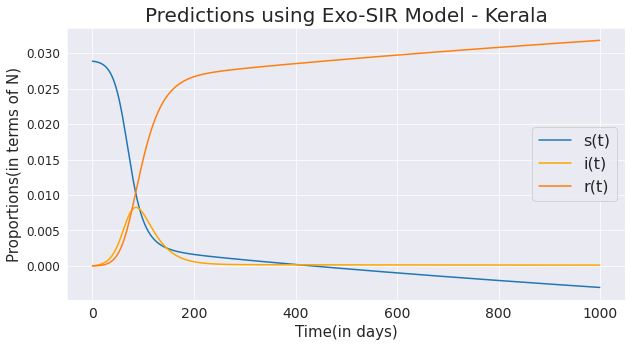 Predictions using Exo-SIR Model - Kerala
Proportions(in terms of N)
0.030
0.025
0.020
0.015
0.010
0.005
0.000
s(t)
i(t)
r(t)
0 200 400 600 800 1000
Time(in days)